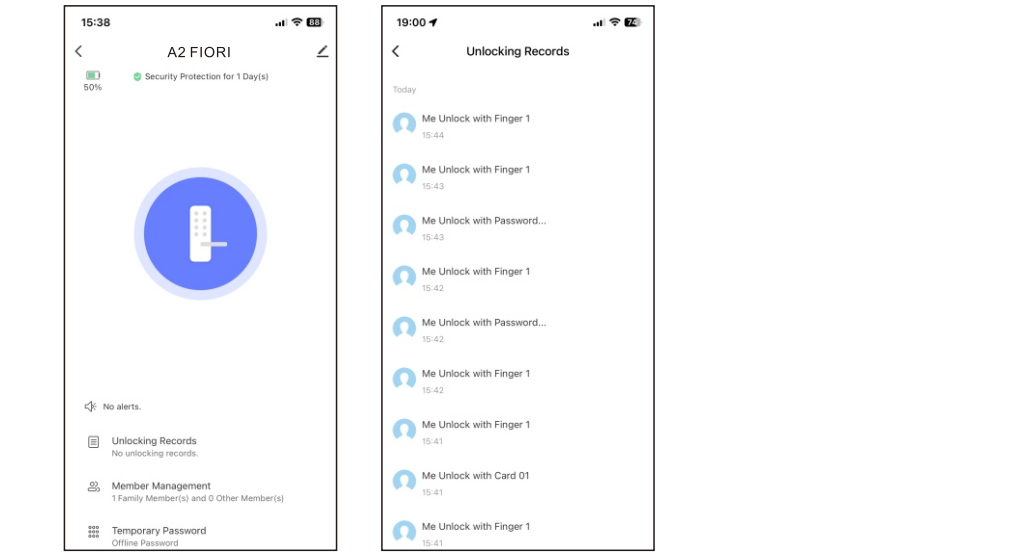 15:38
88
A2 FIORI
50%
Security Protection for 1 Day(s)
No alerts.
Unlocking Records
No unlocking records.
Member Management
1 Family Member(s) and 0 Other Member(s)
Temporary Password
Offline Password
19:00
74
Unlocking Records
Today
Me Unlock with Finger 1
15:44
Me Unlock with Finger 1
15:43
Me Unlock with Password...
15:43
Me Unlock with Finger 1
15:42
Me Unlock with Password...
15:42
Me Unlock with Finger 1
15:42
Me Unlock with Finger 1
15:41
Me Unlock with Card 01
15:41
Me Unlock with Finger 1
15:41